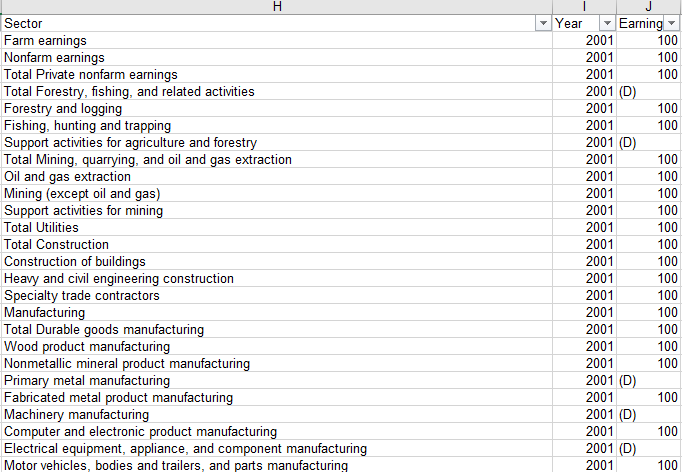 H I J
Sector Year Earning
Farm earnings 2001 100
Nonfarm earnings 2001 100
Total Private nonfarm earnings 2001 100
Total Forestry, fishing, and related activities 2001 (D)
Forestry and logging 2001 100
Fishing, hunting and trapping 2001 100
Support activities for agriculture and forestry 2001 (D)
Total Mining, quarrying, and oil and gas extraction 2001 100
Oil and gas extraction 2001 100
Mining (except oil and gas) 2001 100
Support activities for mining 2001 100
Total Utilities 2001 100
Total Construction 2001 100
Construction of buildings 2001 100
Heavy and civil engineering construction 2001 100
Specialty trade contractors 2001 100
Manufacturing 2001 100
Total Durable goods manufacturing 2001 100
Wood product manufacturing 2001 100
Nonmetallic mineral product manufacturing 2001 100
Primary metal manufacturing 2001 (D)
Fabricated metal product manufacturing 2001 100
Machinery manufacturing 2001 (D)
Computer and electronic product manufacturing 2001 100
Electrical equipment, appliance, and component manufacturing 2001 (D)
Motor vehicles, bodies and trailers, and parts manufacturing 2001 100